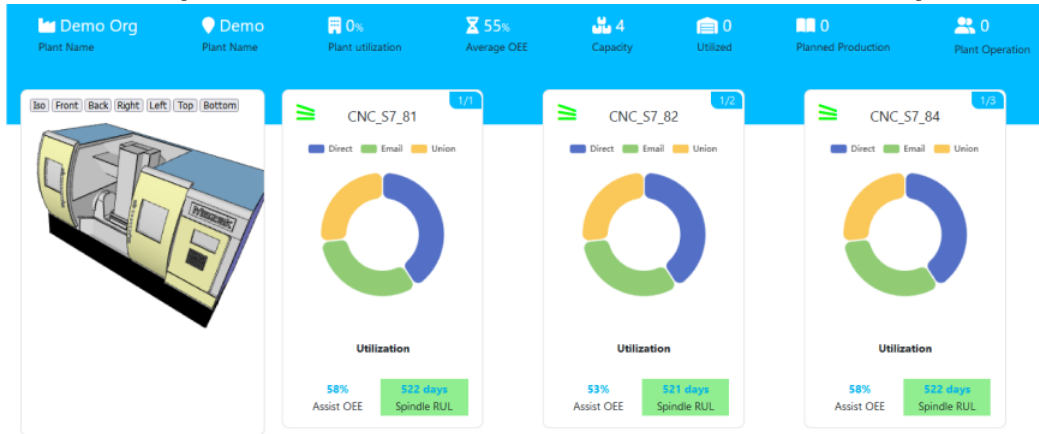 Demo Org
Plant Name
Demo
Plant Name
0%
Plant utilization
55%
Average OEE
4
Capacity
0
Utilized
0
Planned Production
0
Plant Operation
Iso Front Back Right Left Top Bottom
1/1
CNC_S7_81
Direct Email Union
Utilization
58%
Assist OEE
522 days
Spindle RUL
1/2
CNC_S7_82
Direct Email Union
Utilization
53%
Assist OEE
521 days
Spindle RUL
1/3
CNC_S7_84
Direct Email Union
Utilization
58%
Assist OEE
522 days
Spindle RUL